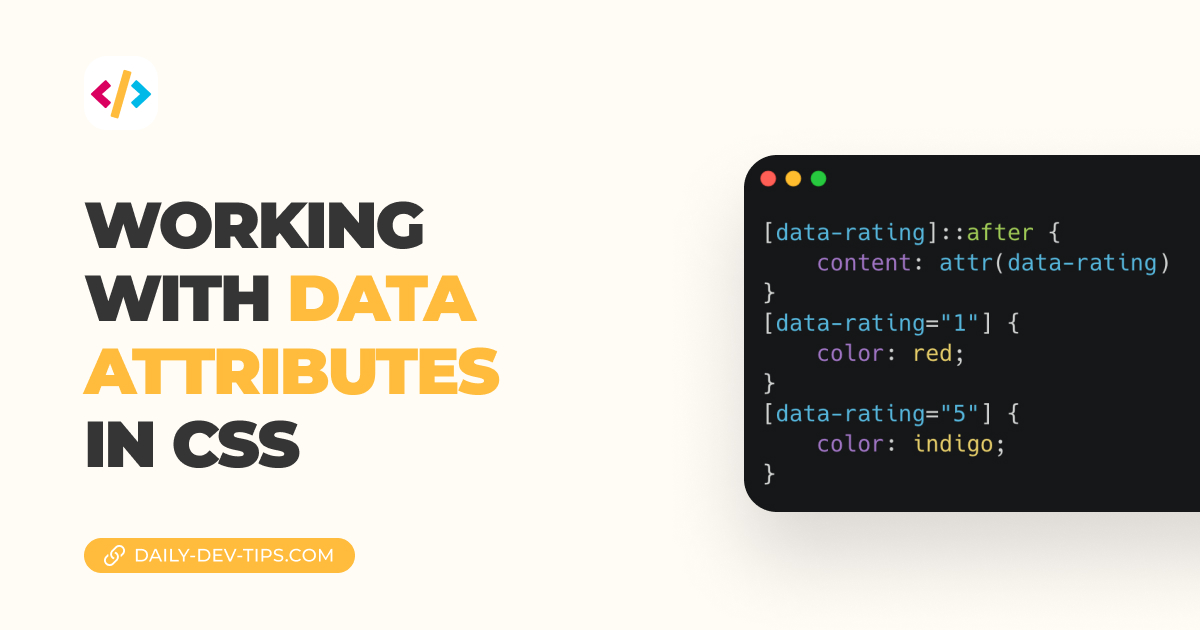 WORKING
WITH DATA
ATTRIBUTES
IN CSS
DAILY-DEV-TIPS.COM
[data-rating]::after {
    content: attr(data-rating)
}
[data-rating="1"] {
    color: red;
}
[data-rating="5"] {
    color: indigo;
}